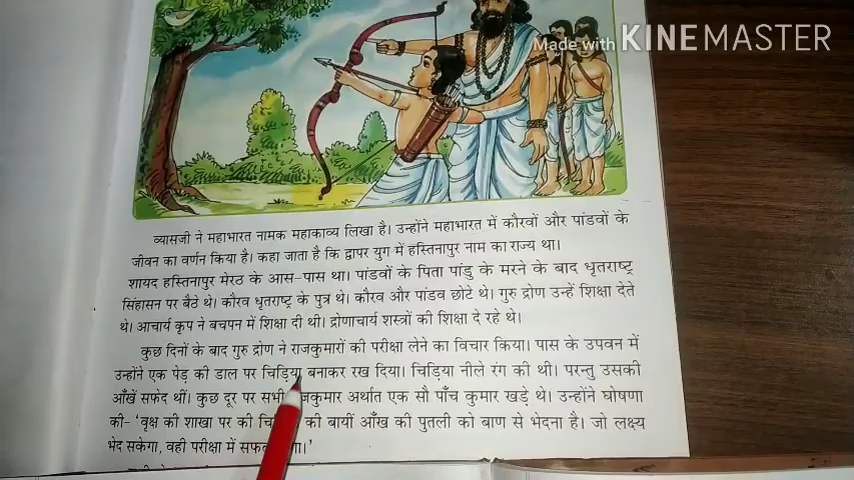 Made with KINEMASTER
व्यासजी ने महाभारत नामक महाकाव्य लिखा है। उन्होंने महाभारत में कौरवों और पांडवों के
जीवन का वर्णन किया है। कहा जाता है कि द्वापर युग में हस्तिनापुर नाम का राज्य था।
शायद हस्तिनापुर मेरठ के आस-पास था। पांडवों के पिता पांडु के मरने के बाद धृतराष्ट्र
सिंहासन पर बैठे थे। कौरव धृतराष्ट्र के पुत्र थे। कौरव और पांडव छोटे थे। गुरु द्रोण उन्हें शिक्षा देते
थे। आचार्य कृप ने बचपन में शिक्षा दी थी। द्रोणाचार्य शस्त्रों की शिक्षा दे रहे थे।
कुछ दिनों के बाद गुरु द्रोण ने राजकुमारों की परीक्षा लेने का विचार किया। पास के उपवन में
उन्होंने एक पेड़ की डाल पर चिड़िया बनाकर रख दिया। चिड़िया नीले रंग की थी। परन्तु उसकी
आँखें सफेद थीं। कुछ दूर पर सभी अर्थात एक सौ पाँच कुमार खड़े थे। उन्होंने घोषणा
की- 'वृक्ष की शाखा पर की की बायीं आँख की पुतली को बाण से भेदना है। जो लक्ष्य
भेद सकेगा, वही परीक्षा में